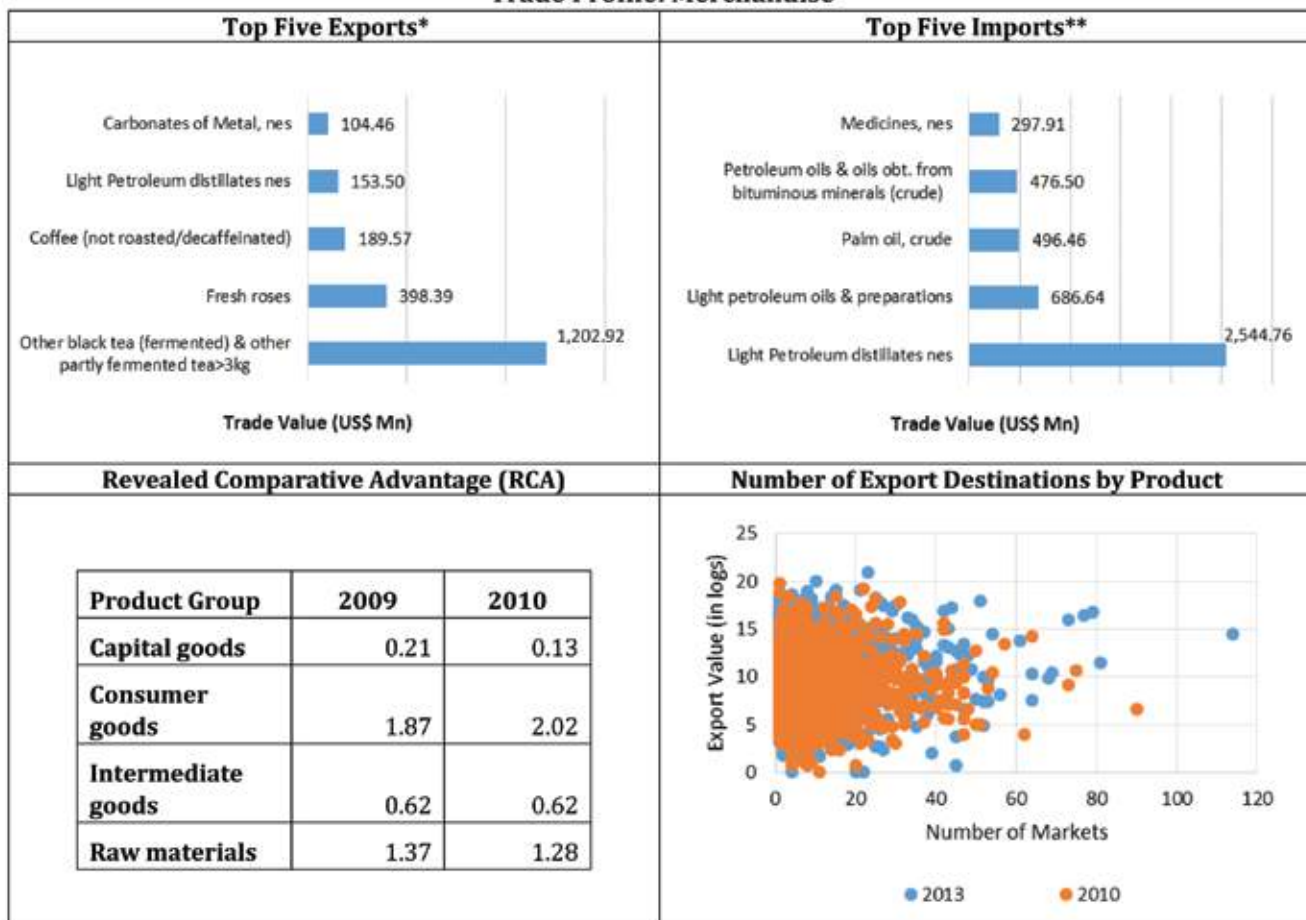 Trade Profile: Merchandise
Top Five Exports*
Carbonates of Metal, nes
104.46
Light Petroleum distillates nes
153.50
Coffee (not roasted/decaffeinated)
189.57
Fresh roses
398.39
Other black tea (fermented) & other
partly fermented tea>3kg
1,202.92
Trade Value (US$ Mn)
Top Five Imports**
Medicines, nes
297.91
Petroleum oils & oils obt. from
bituminous minerals (crude)
476.50
Palm oil, crude
496.46
Light petroleum oils & preparations
686.64
Light Petroleum distillates nes
2,544.76
Trade Value (US$ Mn)
Revealed Comparative Advantage (RCA)
Product Group 2009 2010
Capital goods 0.21 0.13
Consumer
goods 1.87 2.02
Intermediate
goods 0.62 0.62
Raw materials 1.37 1.28
Number of Export Destinations by Product
Export Value (in logs)
25
20
15
10
5
0
0 20 40 60 80 100 120
Number of Markets
2013 2010